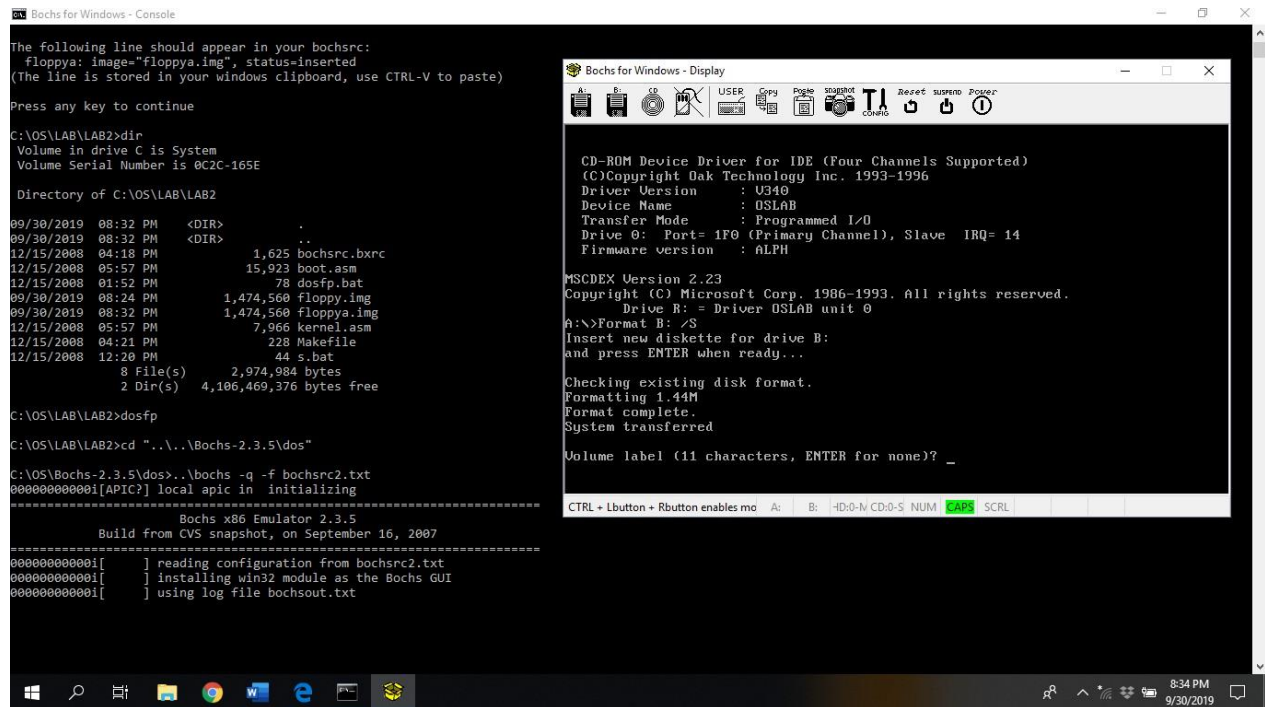 Bochs for Windows - Console
The following line should appear in your bochsrc:
floppya: image="floppya.img", status=inserted
(The line is stored in your windows clipboard, use CTRL-V to paste)
Press any key to continue
C:\OS\LAB\LAB2>dir
Volume in drive C is System
Volume Serial Number is 0C2C-165E
Directory of C:\OS\LAB\LAB2
09/30/2019 08:32 PM <DIR> .
09/30/2019 08:32 PM <DIR> ..
12/15/2008 04:18 PM 1,625 bochsrc.bxrc
12/15/2008 05:57 PM 15,923 boot.asm
12/15/2008 01:52 PM 78 dosfp.bat
09/30/2019 08:24 PM 1,474,560 floppy.img
09/30/2019 08:32 PM 1,474,560 floppya.img
12/15/2008 05:57 PM 7,966 kernel.asm
12/15/2008 04:21 PM 228 Makefile
12/15/2008 12:20 PM 44 s.bat
8 File(s) 2,974,984 bytes
2 Dir(s) 4,106,469,376 bytes free
C:\OS\LAB\LAB2>dosfp
C:\OS\LAB\LAB2>cd "..\..\Bochs-2.3.5\dos"
C:\OS\Bochs-2.3.5\dos>..\bochs -q -f bochsrc2.txt
00000000000i[APIC?] local apic in initializing
========================================================================
Bochs x86 Emulator 2.3.5
Build from CVS snapshot, on September 16, 2007
========================================================================
00000000000i[ ] reading configuration from bochsrc2.txt
00000000000i[ ] installing win32 module as the Bochs GUI
00000000000i[ ] using log file bochsout.txt
Bochs for Windows - Display
A: B: CD USER Copy Paste snapshot CONFIG Reset SUSPEND Power
CD-ROM Device Driver for IDE (Four Channels Supported)
(C)Copyright Oak Technology Inc. 1993-1996
Driver Version : V340
Device Name : OSLAB
Transfer Mode : Programmed I/O
Drive 0: Port= 1F0 (Primary Channel), Slave IRQ= 14
Firmware version : ALPH
MSCDEX Version 2.23
Copyright (C) Microsoft Corp. 1986-1993. All rights reserved.
Drive R: = Driver OSLAB unit 0
A:\>Format B: /S
Insert new diskette for drive B:
and press ENTER when ready...
Checking existing disk format.
Formatting 1.44M
Format complete.
System transferred
Volume label (11 characters, ENTER for none)? _
CTRL + Lbutton + Rbutton enables mo A: B: HD:0-M CD:0-S NUM CAPS SCRL
8:34 PM
9/30/2019